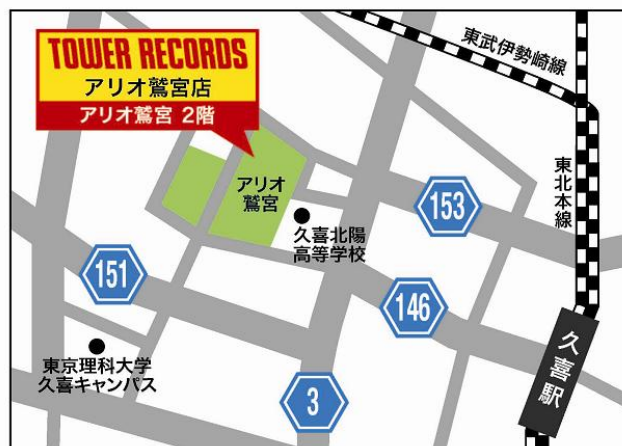 TOWER RECORDS
アリオ鷲宮店
アリオ鷲宮 2階
東武伊勢崎線
東北本線
アリオ
鷲宮
153
久喜北陽
高等学校
151
146
東京理科大学
久喜キャンパス
3
久喜駅